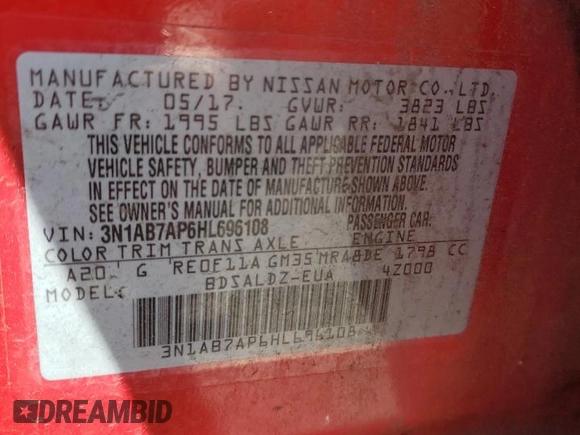 MANUFACTURED BY NISSAN MOTOR CO., LTD.
DATE: 05/17. GVWR: 3823 LBS
GAWR FR: 1995 LBS GAWR RR: 1841 LBS
THIS VEHICLE CONFORMS TO ALL APPLICABLE FEDERAL MOTOR
VEHICLE SAFETY, BUMPER AND THEFT PREVENTION STANDARDS
IN EFFECT ON THE DATE OF MANUFACTURE SHOWN ABOVE.
SEE OWNER'S MANUAL FOR ADDITIONAL INFORMATION.
VIN: 3N1AB7AP6HL696108 PASSENGER CAR:
COLOR TRIM TRANS AXLE ENGINE
A20 G RE0F11A GM35 MRA8DE 1798 CC
MODEL: BDSALDZ-EUA 4Z000
3N1AB7AP6HL696108
DREAMBID